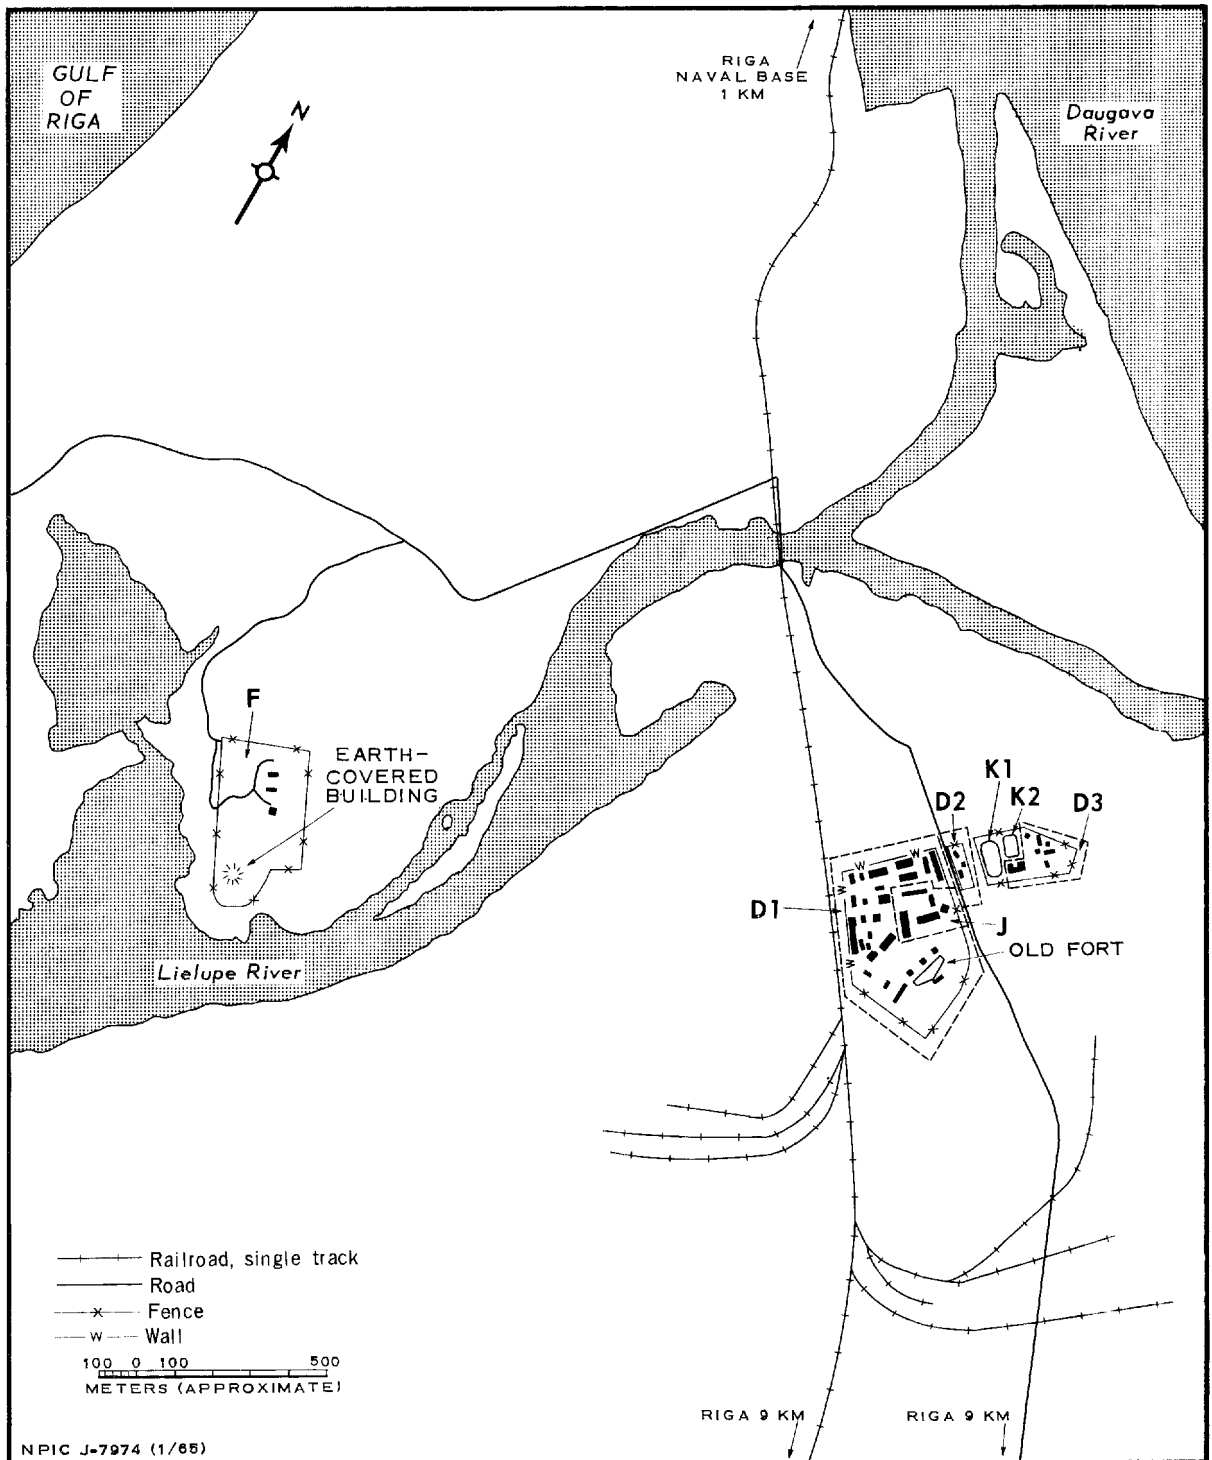 GULF
OF
RIGA
N
RIGA
NAVAL BASE
1 KM
Daugava
River
F
EARTH-
COVERED
BUILDING
K1
K2
D2
D3
D1
J
OLD FORT
Lielupe River
W
W
W
W
Railroad, single track
Road
Fence
W
Wall
100 0 100 500
METERS (APPROXIMATE)
RIGA 9 KM
RIGA 9 KM
NPIC J-7974 (1/65)